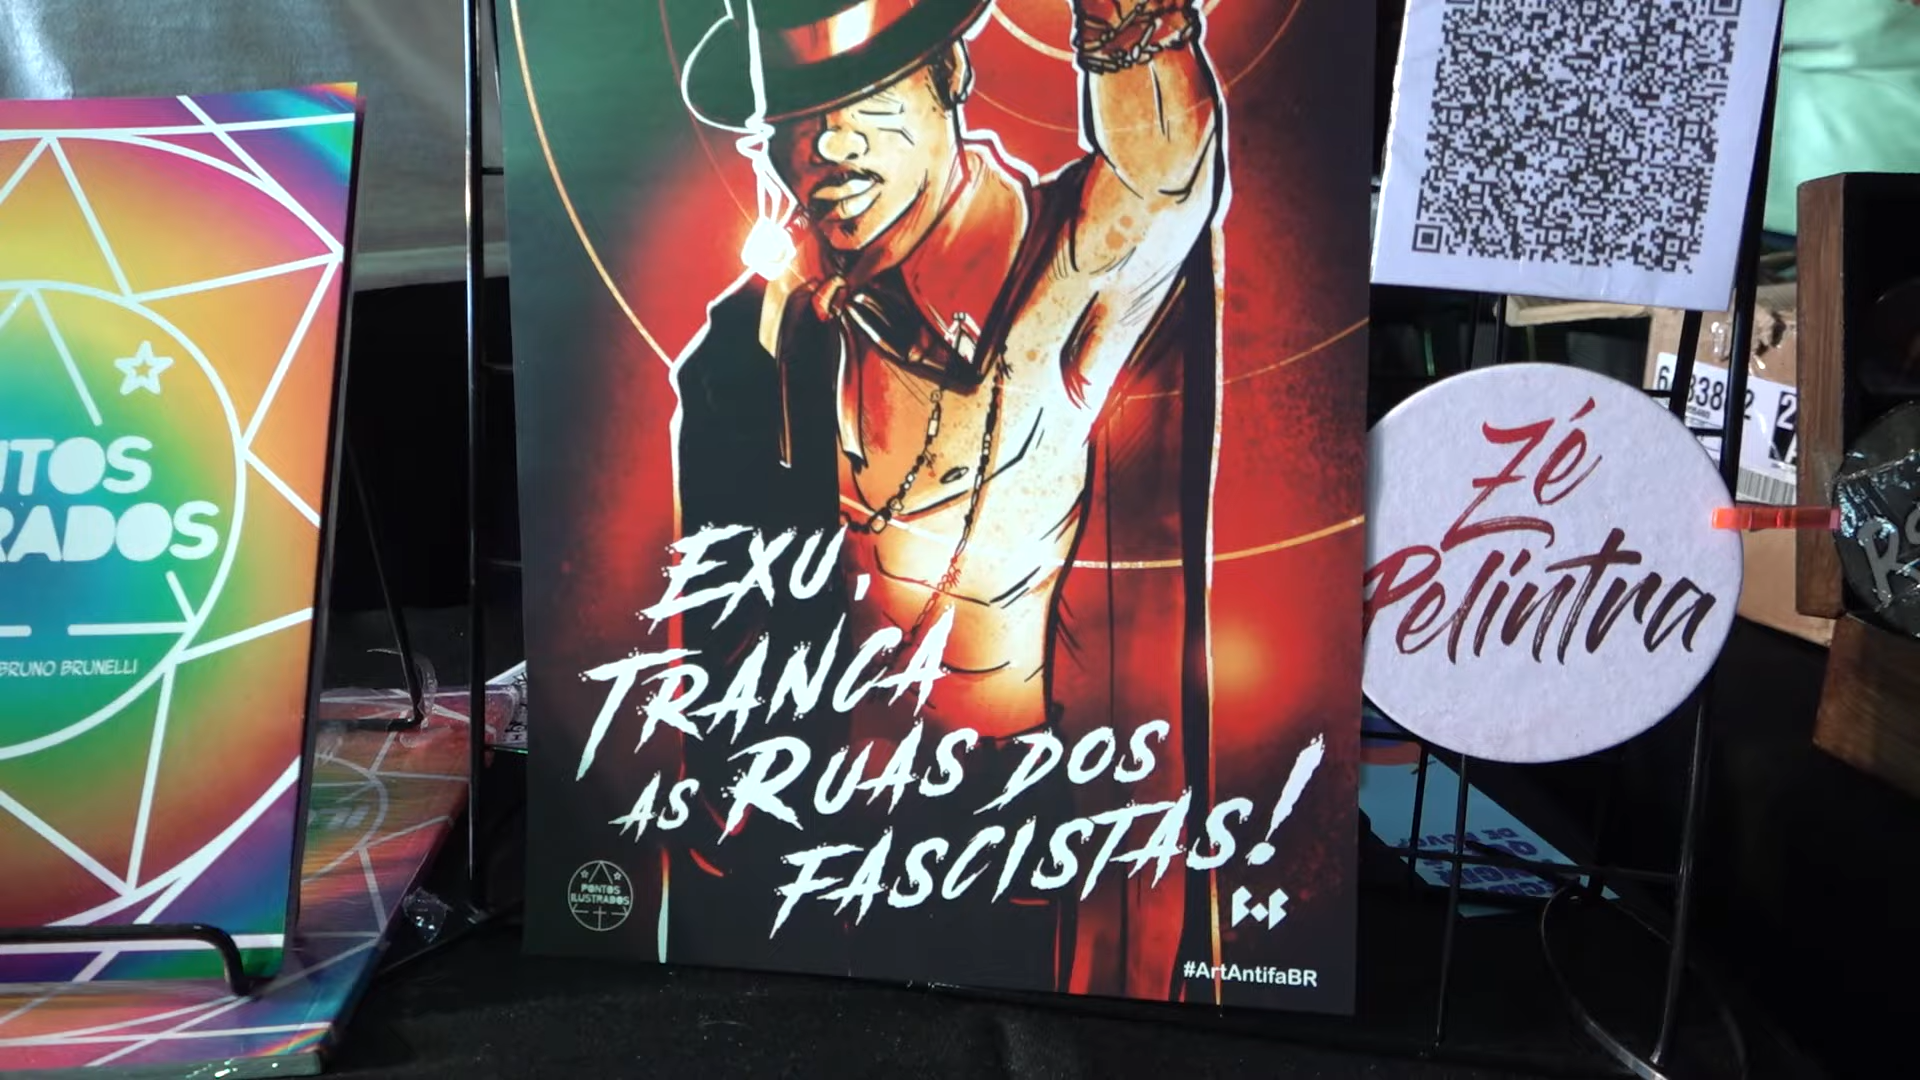 NTOS
RADOS
BRUNO BRUNELLI
EXU,
TRANCA
AS RUAS DOS
FASCISTAS!
PONTOS
ILUSTRADOS
#ArtAntifaBR
Zé
Pelintra